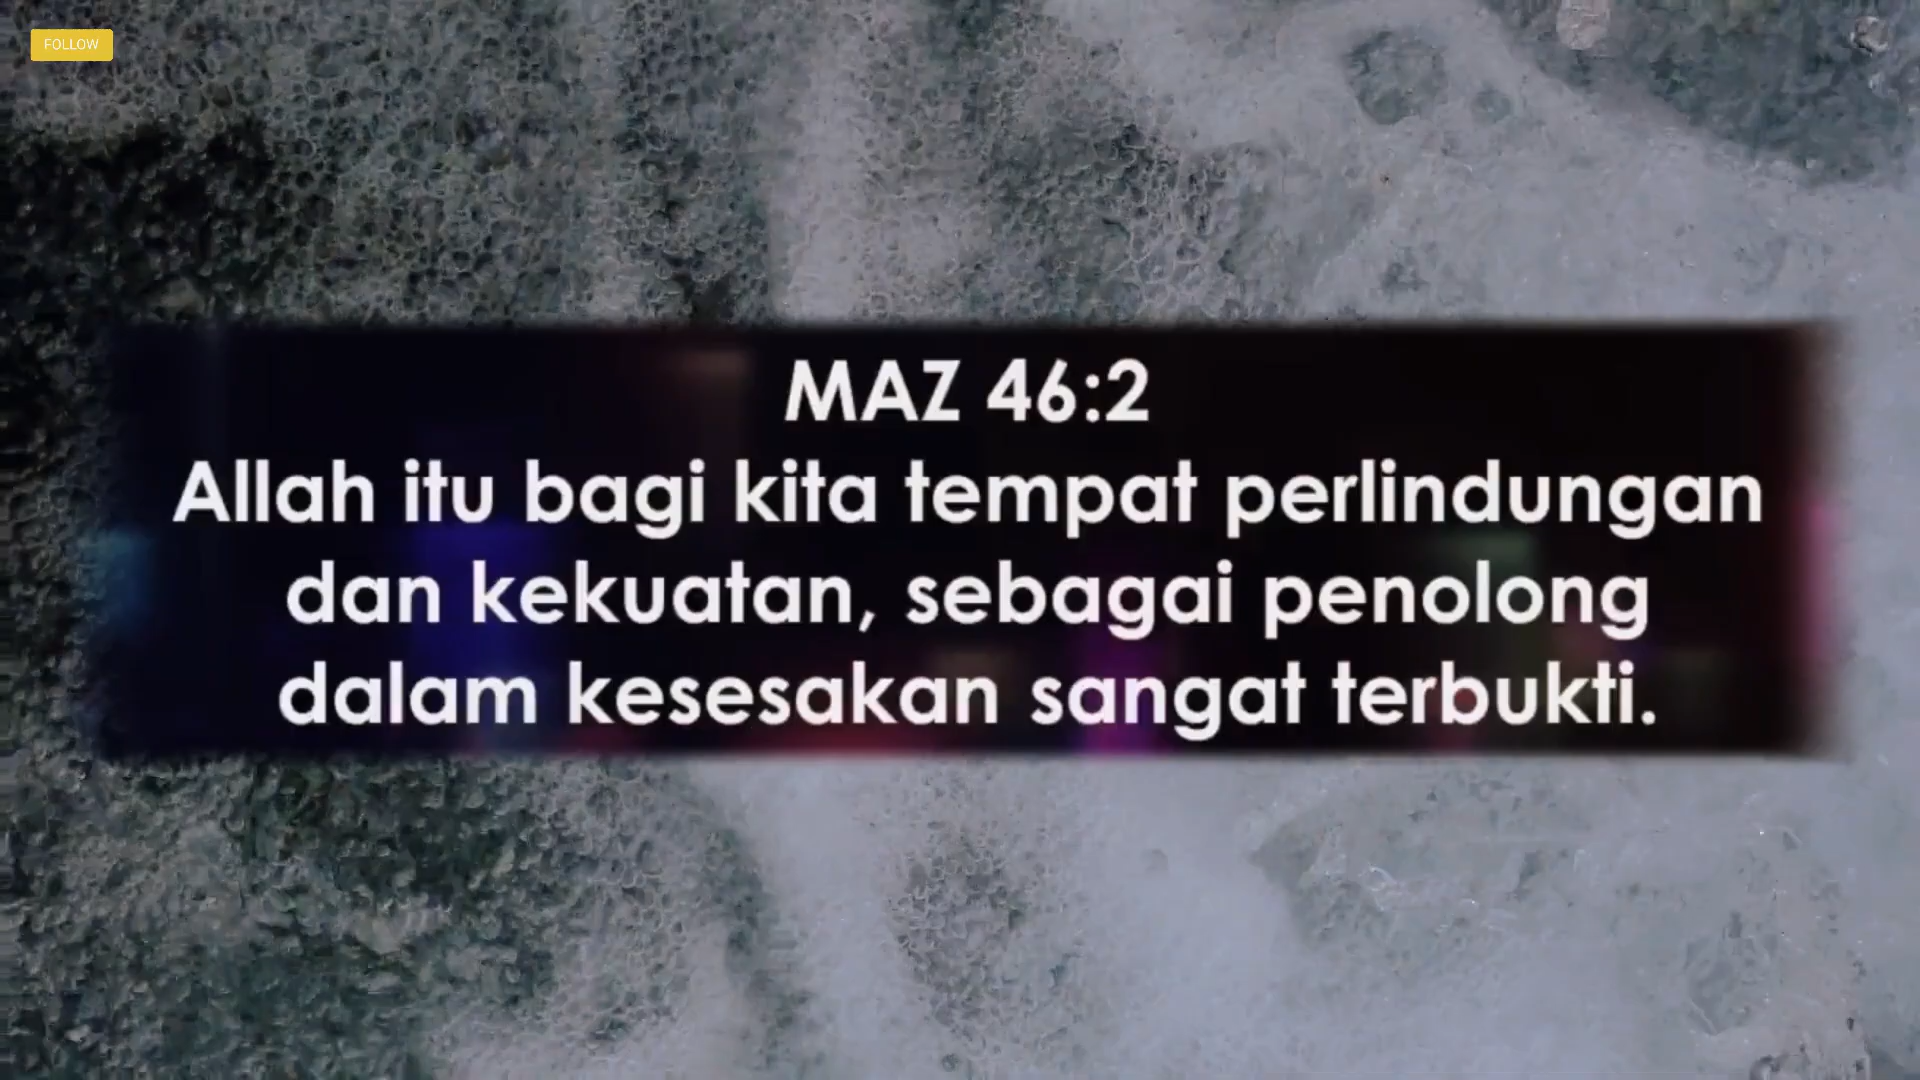 FOLLOW
MAZ 46:2
Allah itu bagi kita tempat perlindungan
dan kekuatan, sebagai penolong
dalam kesesakan sangat terbukti.